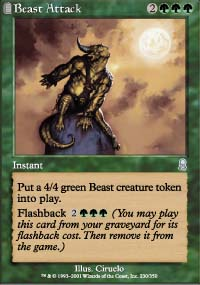 Beast Attack 2
Instant
Put a 4/4 green Beast creature token
into play.
Flashback 2 (You may play
this card from your graveyard for its
flashback cost. Then remove it from
the game.)
Illus. Ciruelo
™ & © 1993-2001 Wizards of the Coast, Inc. 230/350